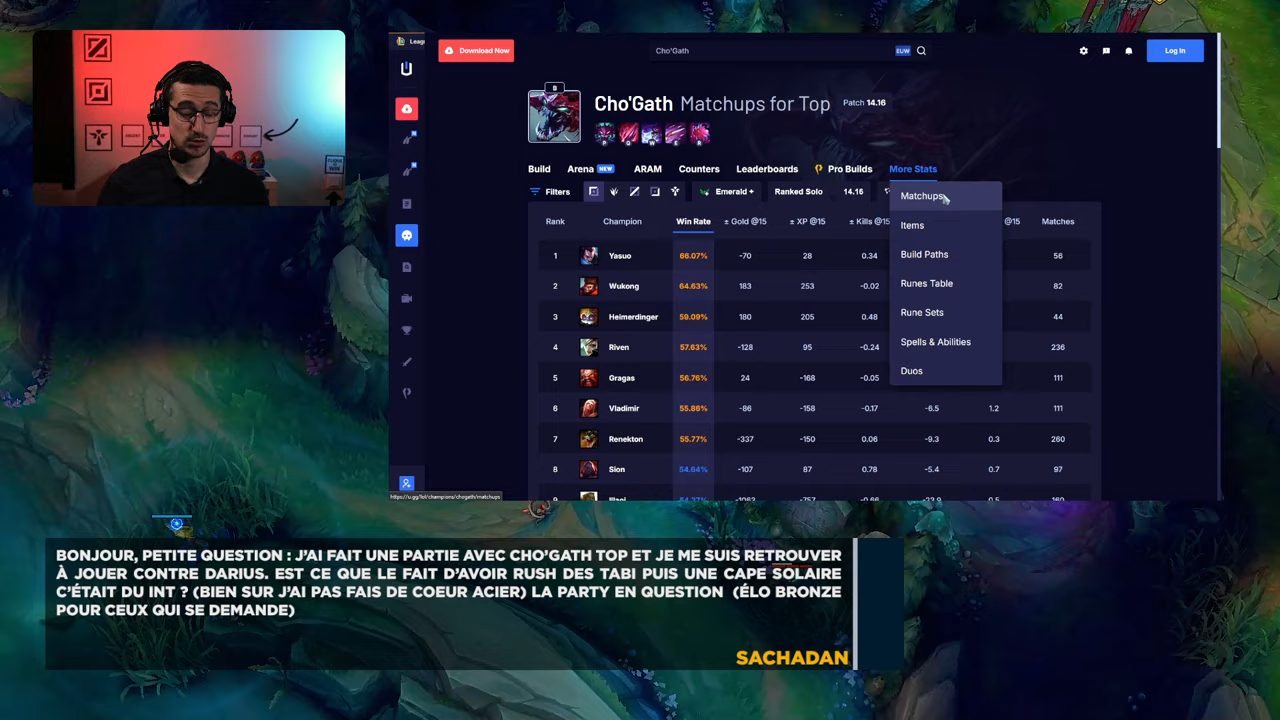 Leag
Download Now
Cho'Gath
EUW
Log In
B
Cho'Gath Matchups for Top Patch 14.16
P Q W E R
Build Arena NEW ARAM Counters Leaderboards Pro Builds More Stats
Filters Emerald + Ranked Solo 14.16
Matchups
Items
Build Paths
Runes Table
Rune Sets
Spells & Abilities
Duos
Rank Champion Win Rate ± Gold @15 ± XP @15 ± Kills @15 @15 Matches
1 Yasuo 66.07% -70 28 0.34 56
2 Wukong 64.63% 183 253 -0.02 82
3 Heimerdinger 59.09% 180 205 0.48 44
4 Riven 57.63% -128 95 -0.24 236
5 Gragas 56.76% 24 -168 -0.05 111
6 Vladimir 55.86% -86 -158 -0.17 -6.5 1.2 111
7 Renekton 55.77% -337 -150 0.06 -9.3 0.3 260
8 Sion 54.64% -107 87 0.78 -5.4 0.7 97
https://u.gg/lol/champions/chogath/matchups
BONJOUR, PETITE QUESTION : J'AI FAIT UNE PARTIE AVEC CHO'GATH TOP ET JE ME SUIS RETROUVER
À JOUER CONTRE DARIUS. EST CE QUE LE FAIT D'AVOIR RUSH DES TABI PUIS UNE CAPE SOLAIRE
C'ÉTAIT DU INT ? (BIEN SUR J'AI PAS FAIS DE COEUR ACIER) LA PARTY EN QUESTION (ÉLO BRONZE
POUR CEUX QUI SE DEMANDE)
SACHADAN